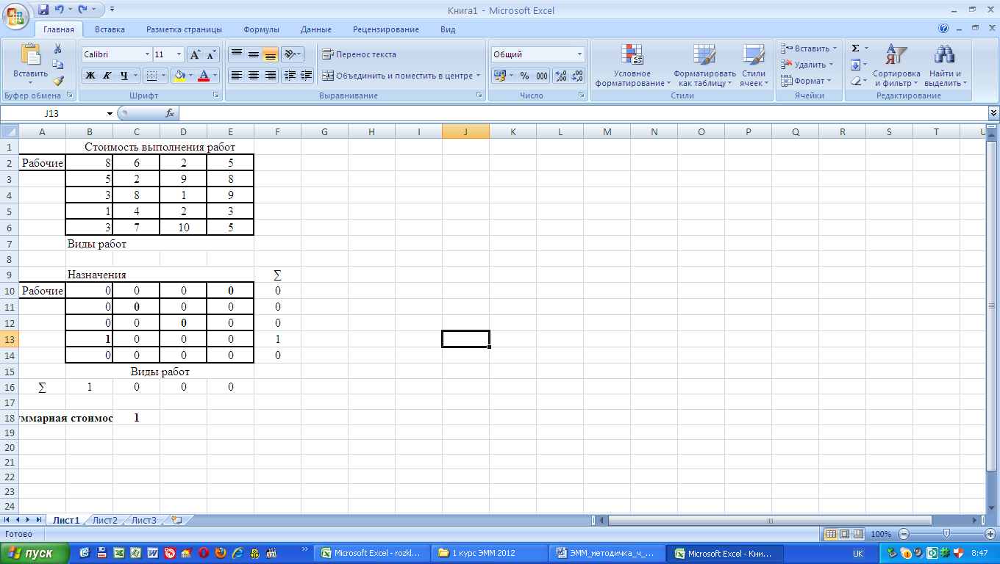 Книга1 - Microsoft Excel
Главная Вставка Разметка страницы Формулы Данные Рецензирование Вид
Calibri 11 Перенос текста Общий Вставить Σ
Вставить Ж К Ч А Объединить и поместить в центре % 000 Условное форматирование Форматировать как таблицу Стили ячеек Удалить Формат Сортировка и фильтр Найти и выделить
Буфер обмена Шрифт Выравнивание Число Стили Ячейки Редактирование
J13 fx
A B C D E F G H I J K L M N O P Q R S T U
1 Стоимость выполнения работ
2 Рабочие 8 6 2 5
3 5 2 9 8
4 3 8 1 9
5 1 4 2 3
6 3 7 10 5
7 Виды работ
8
9 Назначения ∑
10 Рабочие 0 0 0 0 0
11 0 0 0 0 0
12 0 0 0 0 0
13 1 0 0 0 1
14 0 0 0 0 0
15 Виды работ
16 ∑ 1 0 0 0
17
18 уммарная стоимос 1
19
20
21
22
23
24
Лист1 Лист2 Лист3
Готово 100%
пуск Microsoft Excel - rozkl... 1 курс ЭММ 2012 ЭММ_методичка_ч_... Microsoft Excel - Кни... UK 8:47